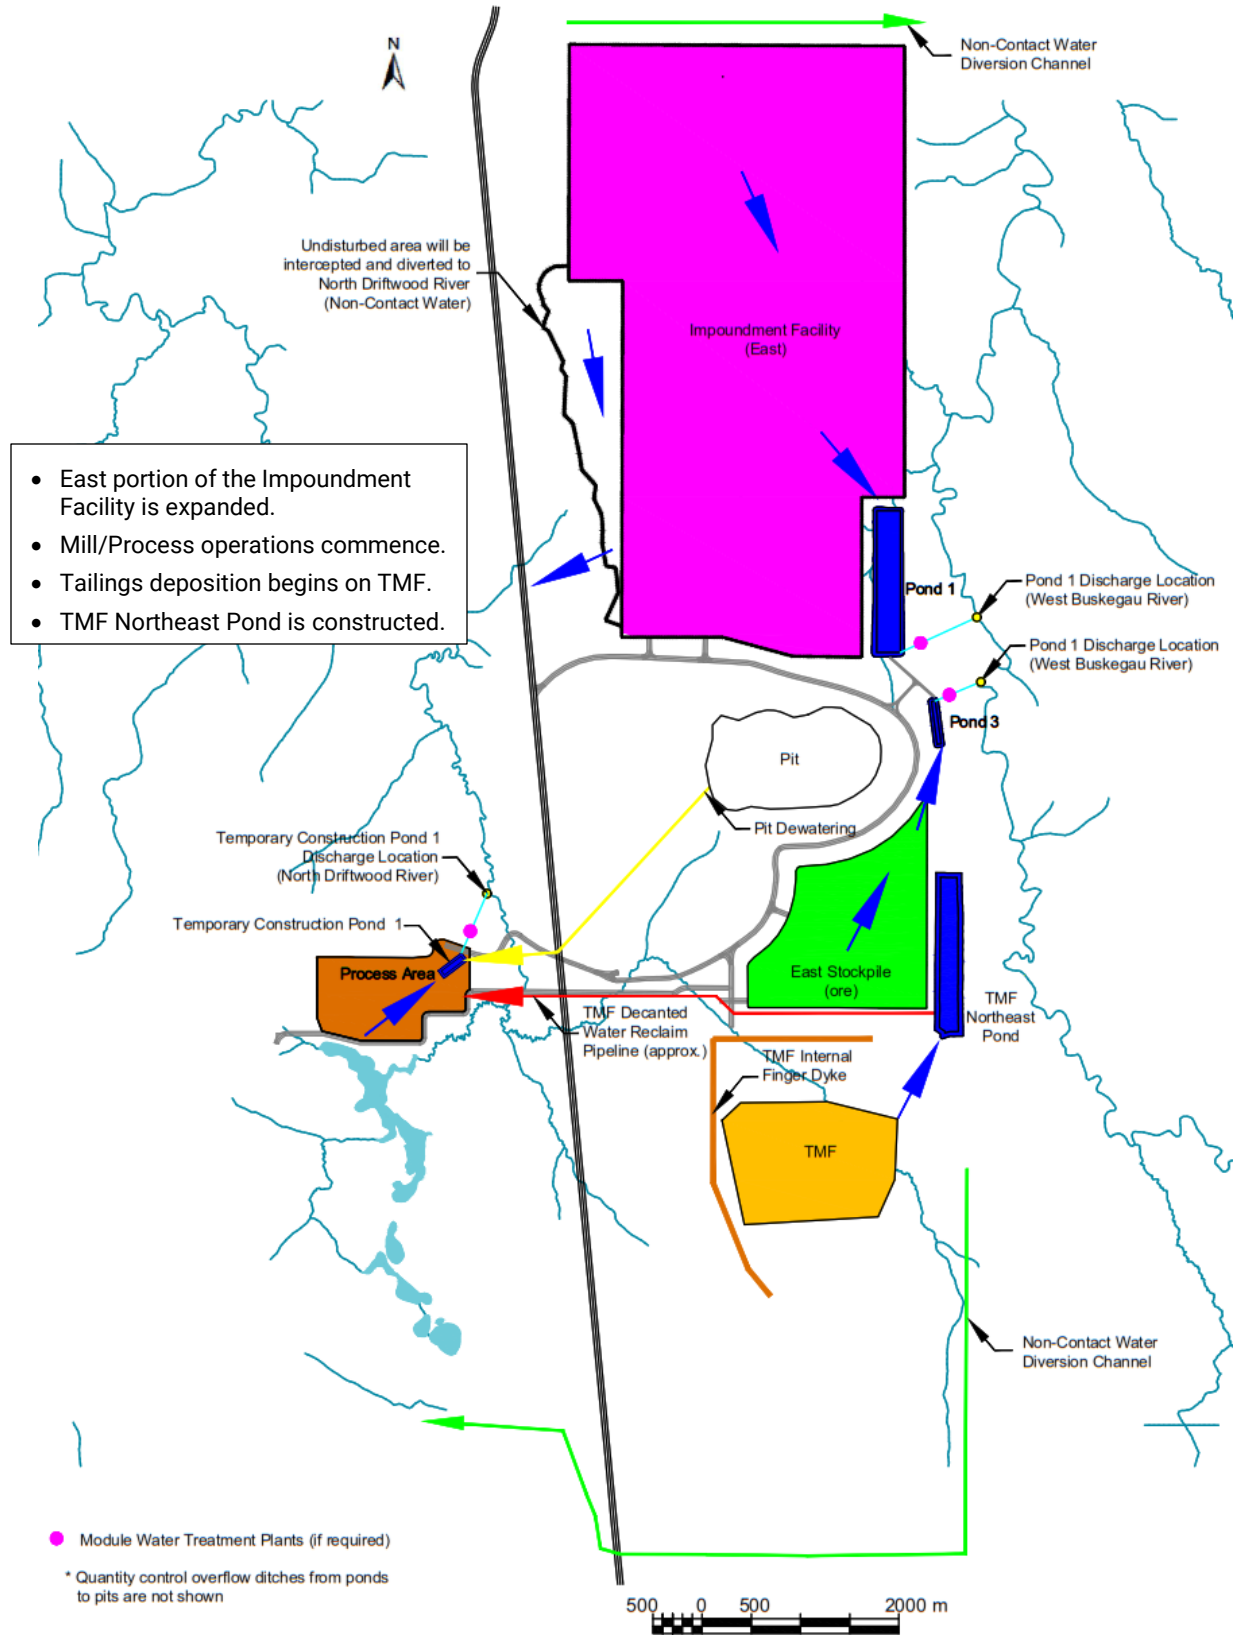 N
Non-Contact Water
Diversion Channel
Undisturbed area will be
intercepted and diverted to
North Driftwood River
(Non-Contact Water)
Impoundment Facility
(East)
• East portion of the Impoundment
Facility is expanded.
• Mill/Process operations commence.
• Tailings deposition begins on TMF.
• TMF Northeast Pond is constructed.
Pond 1
Pond 1 Discharge Location
(West Buskegau River)
Pond 1 Discharge Location
(West Buskegau River)
Pond 3
Pit
Pit Dewatering
Temporary Construction Pond 1
Discharge Location
(North Driftwood River)
Temporary Construction Pond 1
Process Area
East Stockpile
(ore)
TMF
Northeast
Pond
TMF Decanted
Water Reclaim
Pipeline (approx.)
TMF Internal
Finger Dyke
TMF
Non-Contact Water
Diversion Channel
Module Water Treatment Plants (if required)
* Quantity control overflow ditches from ponds
to pits are not shown
500 0 500 2000 m